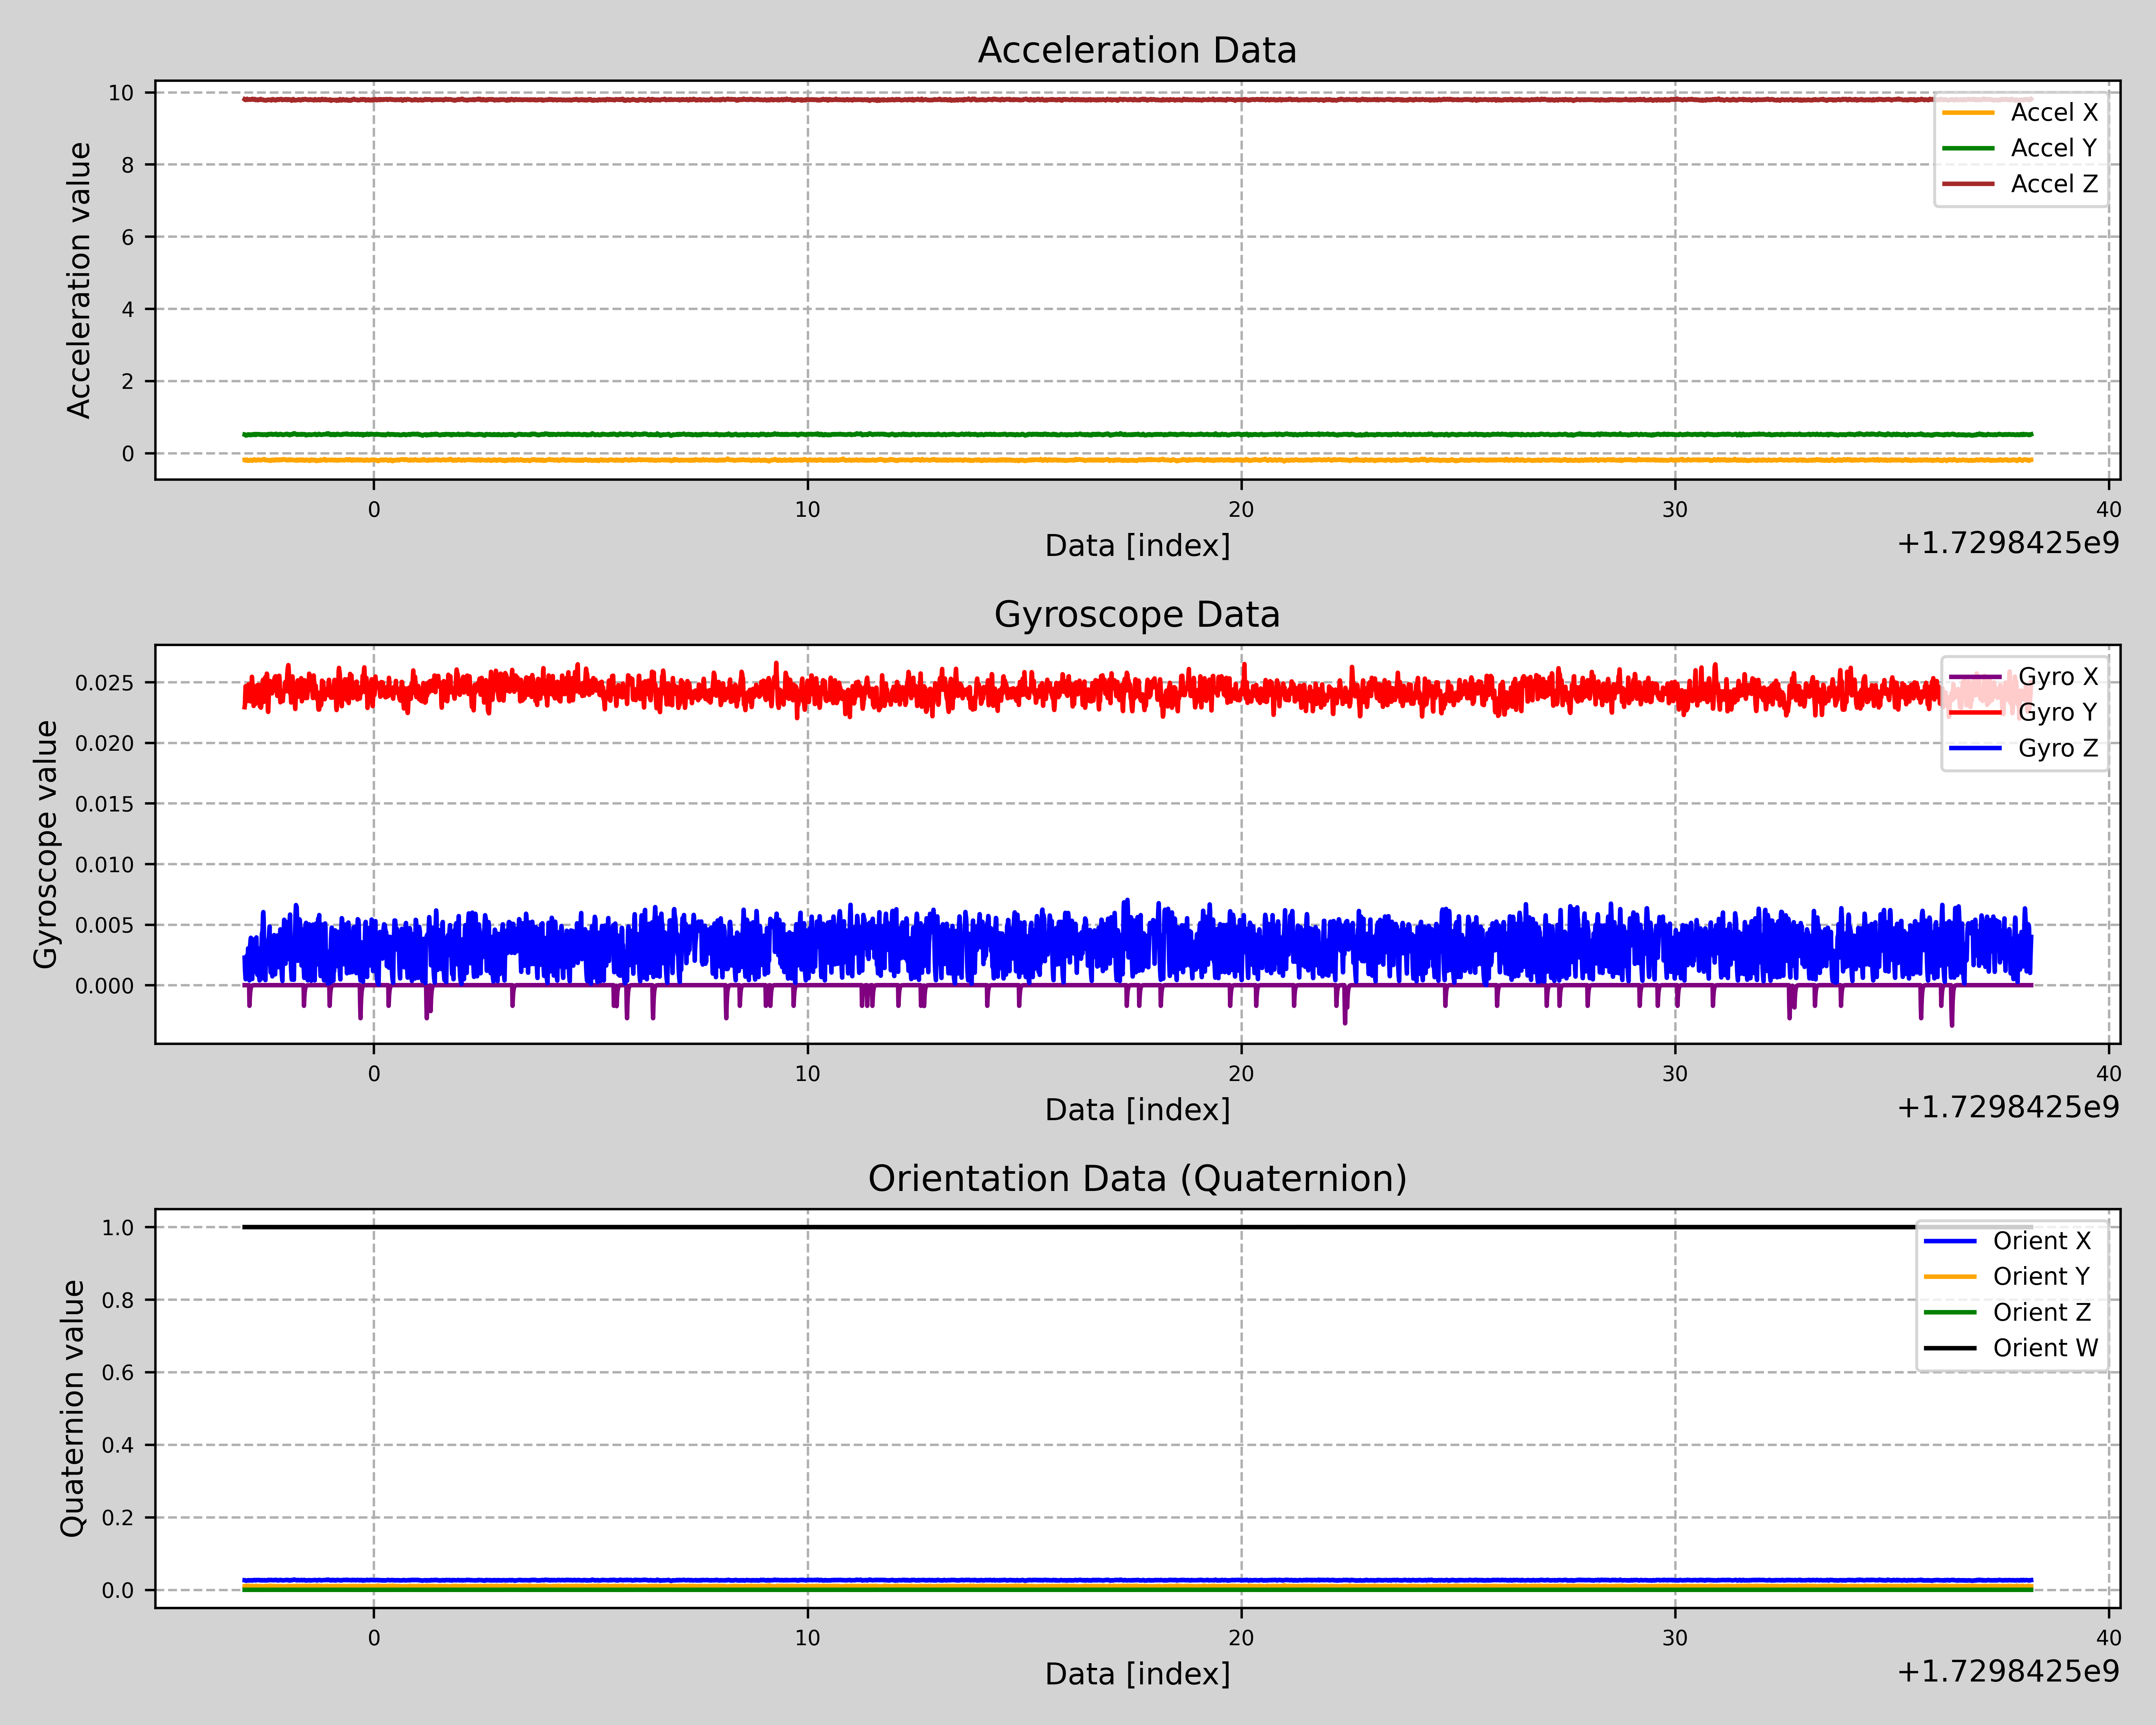 Acceleration Data
Acceleration value
10
8
6
4
2
0
Accel X
Accel Y
Accel Z
0 10 20 30 40
Data [index]
+1.7298425e9
Gyroscope Data
Gyroscope value
0.025
0.020
0.015
0.010
0.005
0.000
Gyro X
Gyro Y
Gyro Z
0 10 20 30 40
Data [index]
+1.7298425e9
Orientation Data (Quaternion)
Quaternion value
1.0
0.8
0.6
0.4
0.2
0.0
Orient X
Orient Y
Orient Z
Orient W
0 10 20 30 40
Data [index]
+1.7298425e9